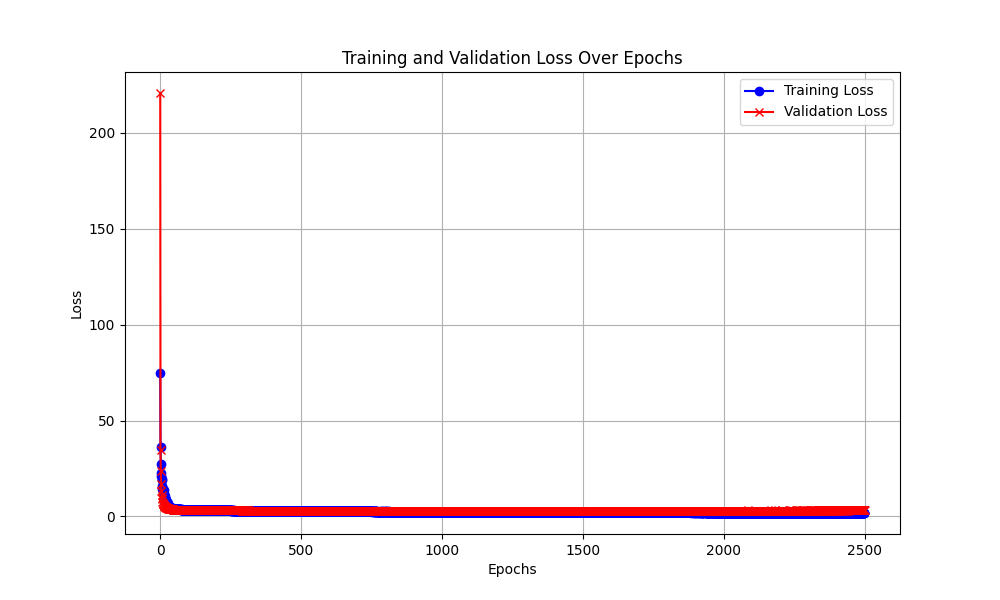 Training and Validation Loss Over Epochs
Training Loss
Validation Loss
200
150
100
50
0
Loss
0 500 1000 1500 2000 2500
Epochs